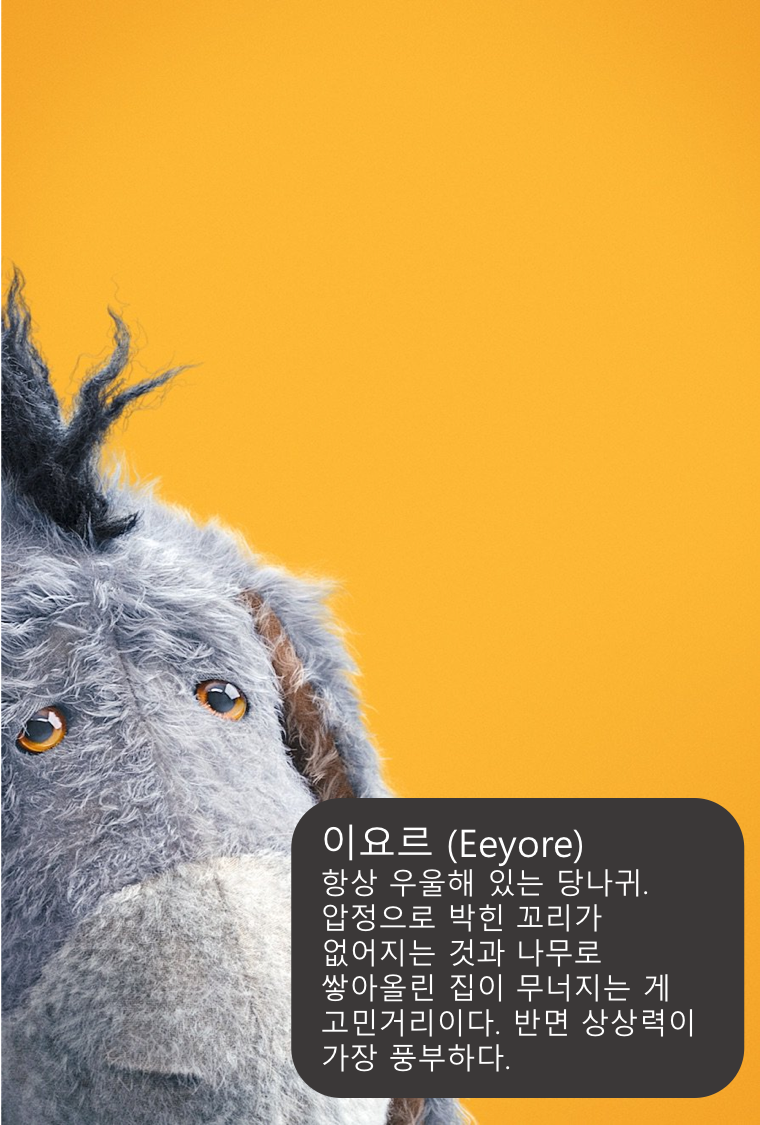 이요르 (Eeyore)
항상 우울해 있는 당나귀.
압정으로 박힌 꼬리가
없어지는 것과 나무로
쌓아올린 집이 무너지는 게
고민거리이다. 반면 상상력이
가장 풍부하다.